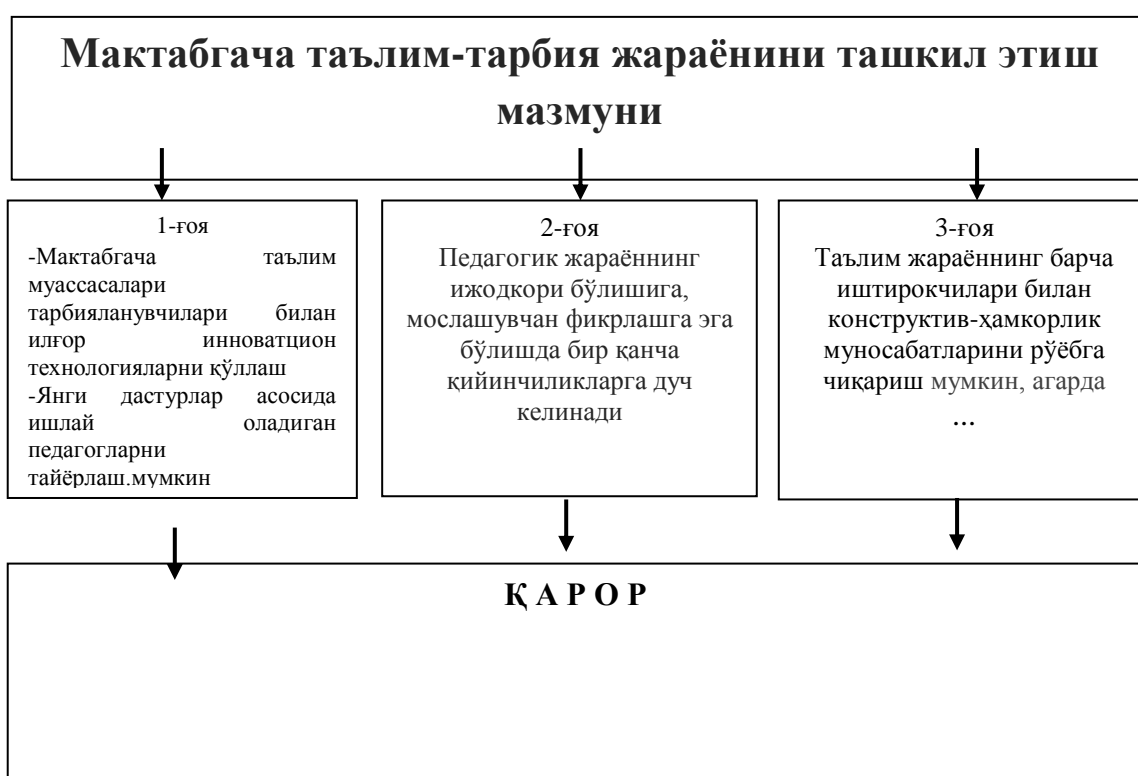 Мактабгача таълим-тарбия жараёнини ташкил этиш
мазмуни
1-ғоя
-Мактабгача таълим
муассасалари
тарбияланувчилари билан
илғор инноватцион
технологияларни қўллаш
-Янги дастурлар асосида
ишлай оладиган
педагогларни
тайёрлаш.мумкин
2-ғоя
Педагогик жараённинг
ижодкори бўлишига,
мослашувчан фикрлашга эга
бўлишда бир қанча
қийинчиликларга дуч
келинади
3-ғоя
Таълим жараённинг барча
иштирокчилари билан
конструктив-ҳамкорлик
муносабатларини рўёбга
чиқариш мумкин, агарда
...
Қ А Р О Р